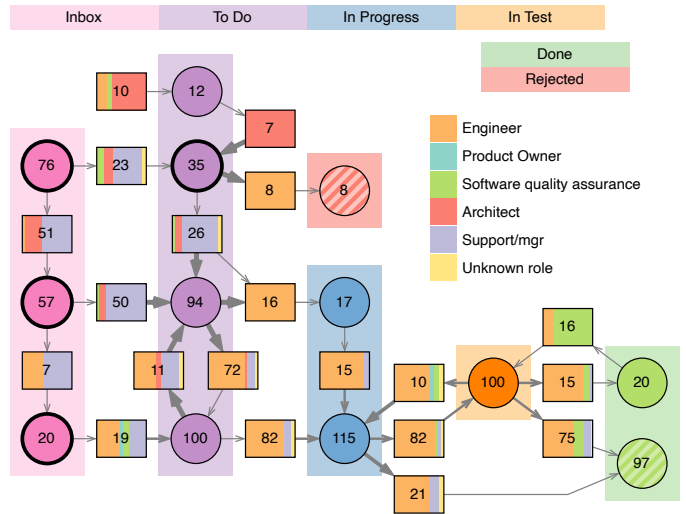 Inbox To Do In Progress In Test
Done
Rejected
10 12
7
76 23 35
8 8
Engineer
Product Owner
Software quality assurance
Architect
Support/mgr
Unknown role
51 26
57 50 94 16 17
16
7 11 72 15 10 100 15 20
20 19 100 82 115 82 75
97
21